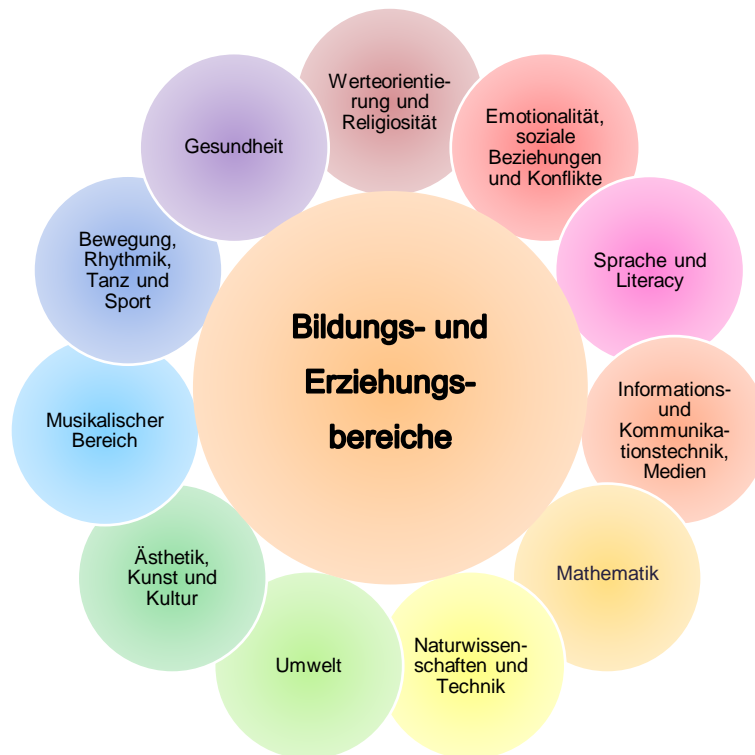 Werteorientie-
rung und
Religiosität
Emotionalität,
soziale
Beziehungen
und Konflikte
Sprache und
Literacy
Informations-
und
Kommunika-
tionstechnik,
Medien
Mathematik
Naturwissen-
schaften und
Technik
Umwelt
Ästhetik,
Kunst und
Kultur
Musikalischer
Bereich
Bewegung,
Rhythmik,
Tanz und
Sport
Gesundheit
Bildungs- und
Erziehungs-
bereiche